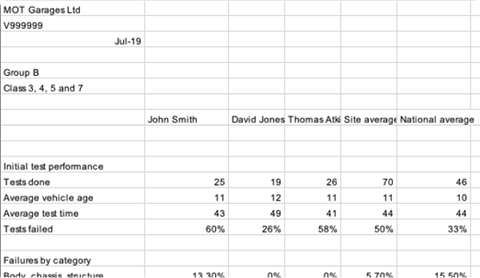 MOT Garages Ltd
V999999
Jul-19
Group B
Class 3, 4, 5 and 7
John Smith David Jones Thomas Atki Site average National average
Initial test performance
Tests done 25 19 26 70 46
Average vehicle age 11 12 11 11 10
Average test time 43 49 41 44 44
Tests failed 60% 26% 58% 50% 33%
Failures by category
Body, chassis, structure 13.30% 0% 0% 5.70% 15.50%